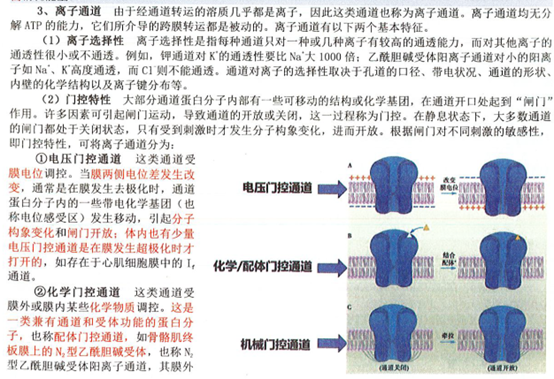 3、离子通道 由于经通道转运的溶质几乎都是离子，因此这类通道也称为离子通道。离子通道均无分
解 ATP 的能力，它们所介导的跨膜转运都是被动的。离子通道有以下两个基本特征。
（1）离子选择性 离子选择性是指每种通道只对一种或几种离子有较高的通透能力，而对其他离子的
通透性很小或不通透。例如，钾通道对 K⁺的通透性要比 Na⁺大 1000 倍；乙酰胆碱受体阳离子通道对小的阳离
子如 Na⁺、K⁺高度通透，而 Cl⁻则不能通透。通道对离子的选择性取决于孔道的口径、带电状况、通道的形状、
内壁的化学结构以及离子键分布等。
（2）门控特性 大部分通道蛋白分子内部有一些可移动的结构或化学基团，在通道开口处起到“闸门”
作用。许多因素可引起闸门运动，导致通道的开放或关闭，这一过程称为门控。在静息状态下，大多数通道
的闸门都处于关闭状态，只有受到刺激时才发生分子构象变化，进而开放。根据闸门对不同刺激的敏感性，
即门控特性，可将离子通道分为：
①电压门控通道 这类通道受
膜电位调控。当膜两侧电位差发生改
变，通常是在膜发生去极化时，通道
蛋白分子内的一些带电化学基团（也
称电位感受区）发生移动，引起分子
构象变化和闸门开放；体内也有少量
电压门控通道是在膜发生超极化时才
打开的，如存在于心肌细胞膜中的 If
通道。
②化学门控通道 这类通道受
膜外或膜内某些化学物质调控。这是
一类兼有通道和受体功能的蛋白分
子，也称配体门控通道，如骨骼肌终
板膜上的 N₂型乙酰胆碱受体，也称 N₂
型乙酰胆碱受体阳离子通道，其膜外
A
电压门控通道
改变
膜电位
B
化学/配体门控通道
结合
配体
C
机械门控通道
牵拉
(通道关闭)
(通道开放)